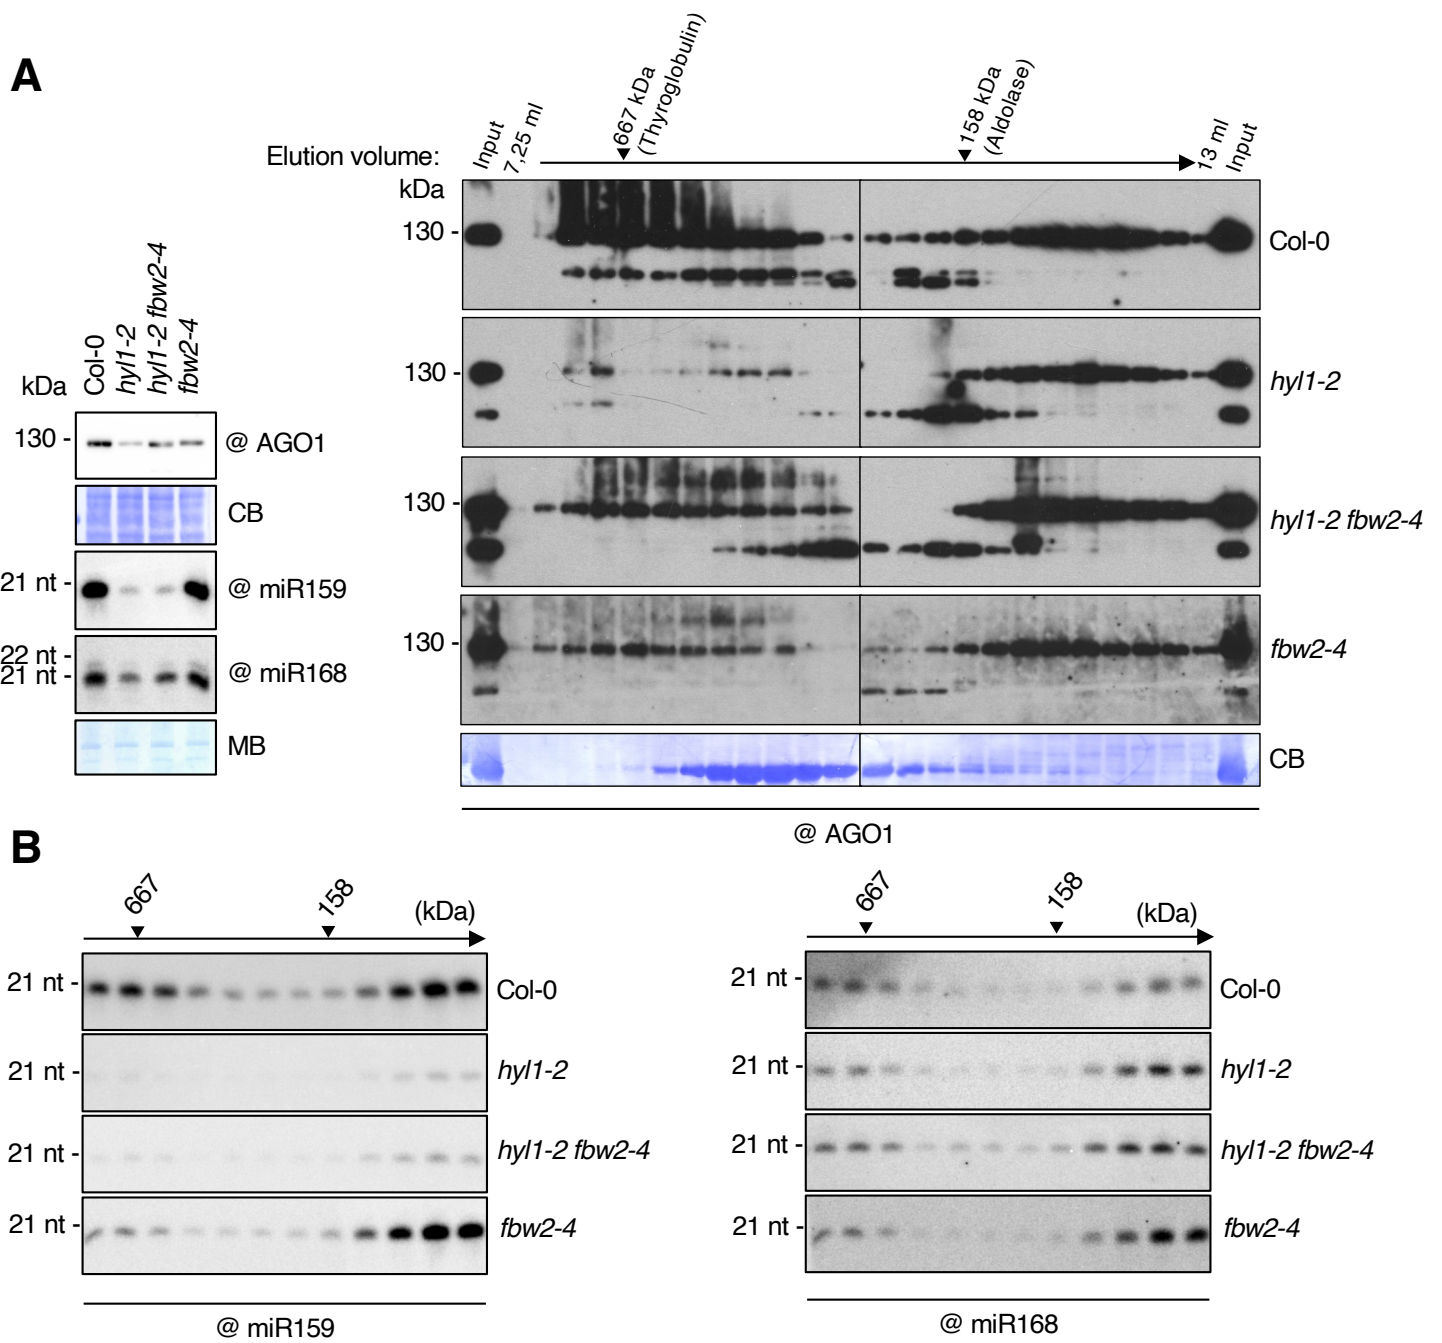 A
Elution volume:
Input
7,25 ml
667 kDa
(Thyroglobulin)
158 kDa
(Aldolase)
13 ml
Input
kDa
130 -
Col-0
130 -
hyl1-2
130 -
hyl1-2 fbw2-4
130 -
fbw2-4
CB
@ AGO1
kDa
Col-0
hyl1-2
hyl1-2 fbw2-4
fbw2-4
130 -
@ AGO1
CB
21 nt -
@ miR159
22 nt -
21 nt -
@ miR168
MB
B
667
158
(kDa)
21 nt -
Col-0
21 nt -
hyl1-2
21 nt -
hyl1-2 fbw2-4
21 nt -
fbw2-4
@ miR159
667
158
(kDa)
21 nt -
Col-0
21 nt -
hyl1-2
21 nt -
hyl1-2 fbw2-4
21 nt -
fbw2-4
@ miR168